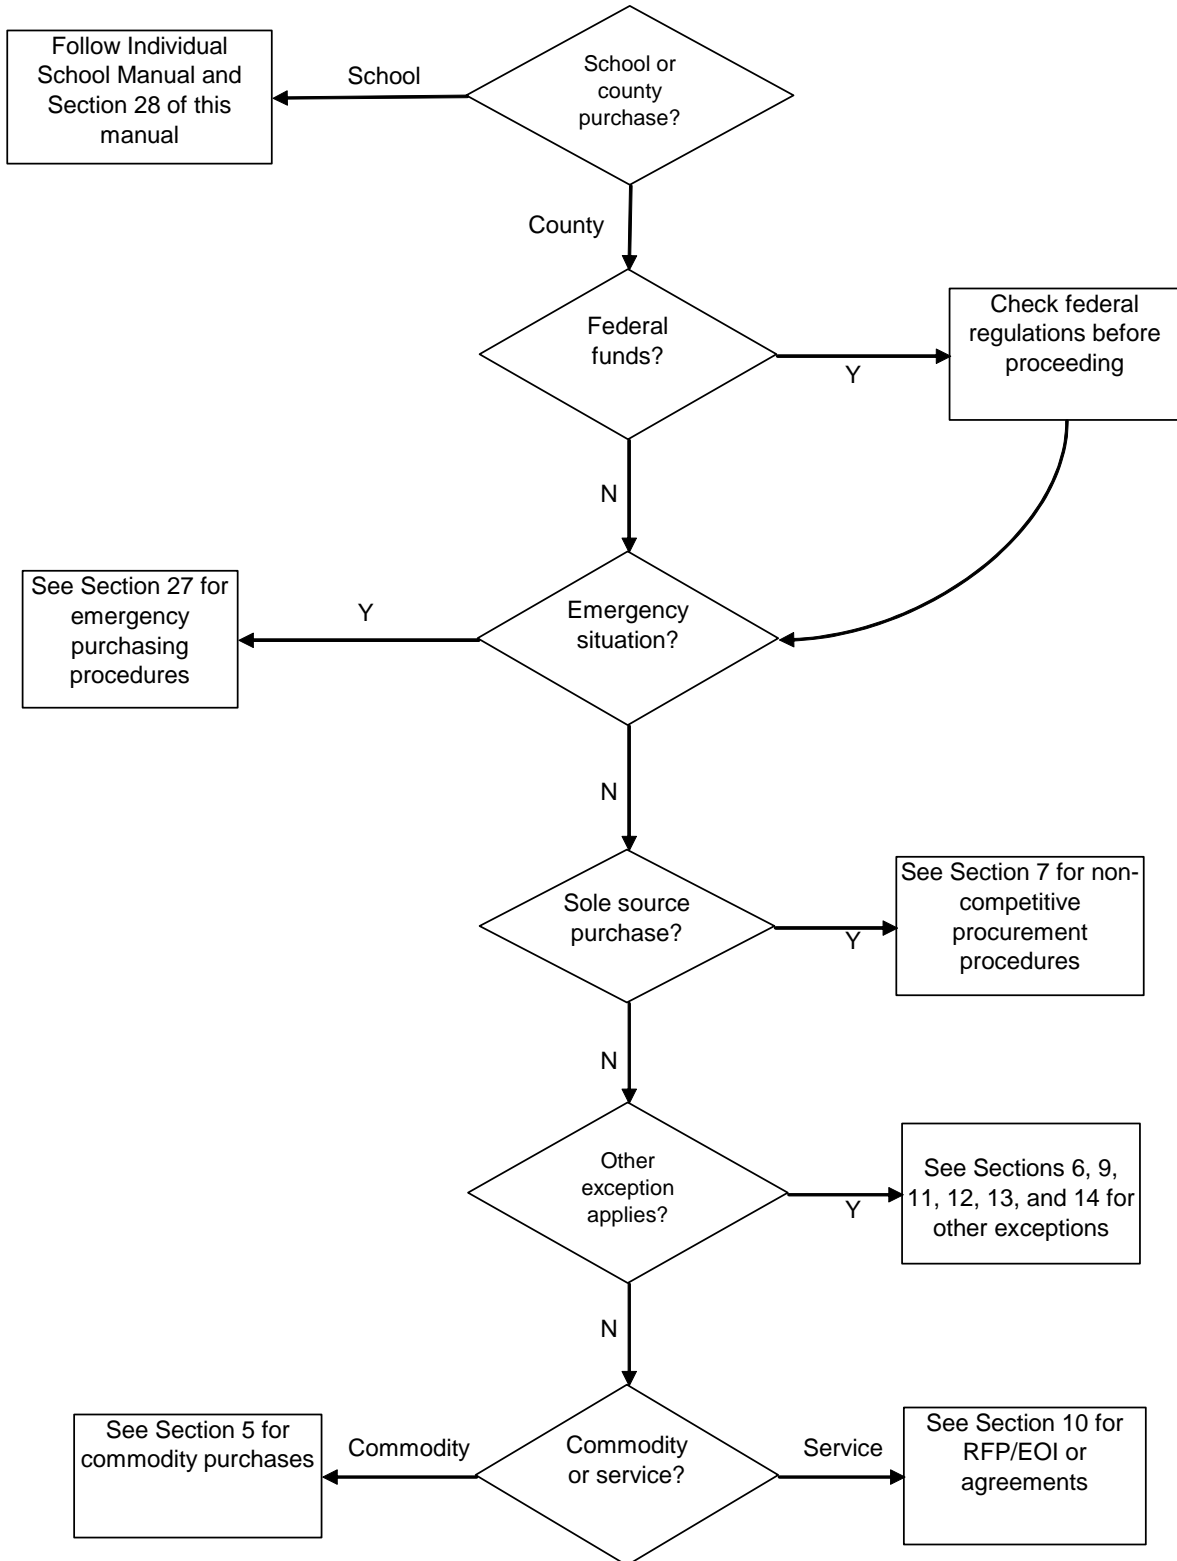 Follow Individual
School Manual and
Section 28 of this
manual
School
School or
county
purchase?
County
Federal
funds?
Y
Check federal
regulations before
proceeding
N
See Section 27 for
emergency
purchasing
procedures
Y
Emergency
situation?
N
Sole source
purchase?
Y
See Section 7 for non-
competitive
procurement
procedures
N
Other
exception
applies?
Y
See Sections 6, 9,
11, 12, 13, and 14 for
other exceptions
N
See Section 5 for
commodity purchases
Commodity
Commodity
or service?
Service
See Section 10 for
RFP/EOI or
agreements